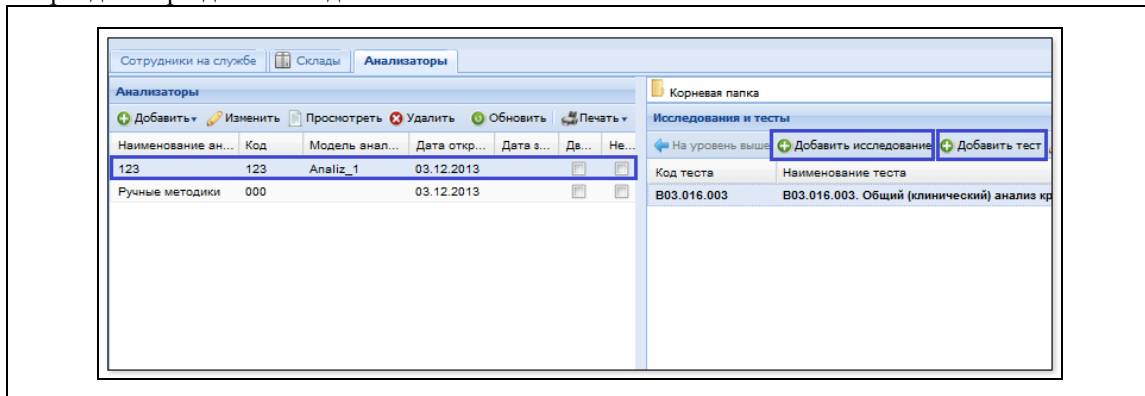 Сотрудники на службе Склады Анализаторы
Анализаторы
Добавить Изменить Просмотреть Удалить Обновить Печать
Наименование ан... Код Модель анал... Дата откр... Дата з... Дв... Не...
123 123 Analiz_1 03.12.2013
Ручные методики 000 03.12.2013
Корневая папка
Исследования и тесты
На уровень выше Добавить исследование Добавить тест
Код теста Наименование теста
B03.016.003 B03.016.003. Общий (клинический) анализ кр